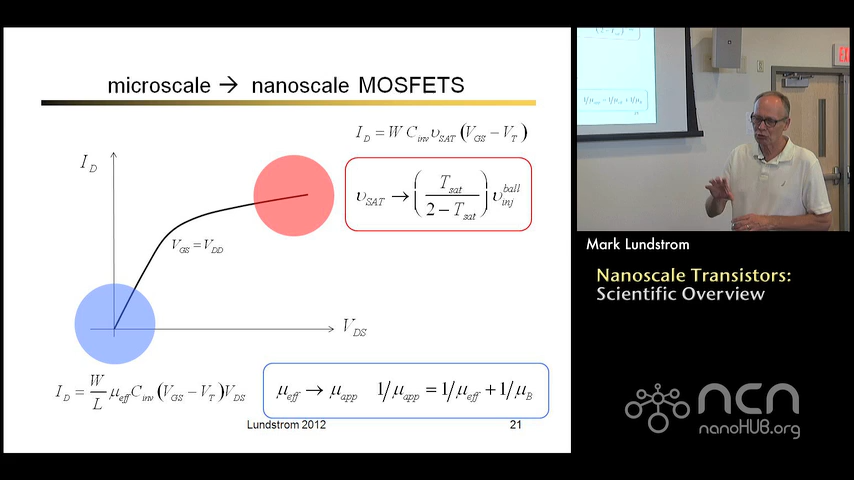 microscale → nanoscale MOSFETS
I_D = W C_inv υ_SAT (V_GS − V_T)
I_D
υ_SAT → (T_sat / (2 − T_sat)) υ_inj^ball
V_GS = V_DD
V_DS
I_D = W/L μ_eff C_inv (V_GS − V_T) V_DS
μ_eff → μ_app 1/μ_app = 1/μ_eff + 1/μ_B
Lundstrom 2012
21
Mark Lundstrom
Nanoscale Transistors:
Scientific Overview
ncn
nanoHUB.org